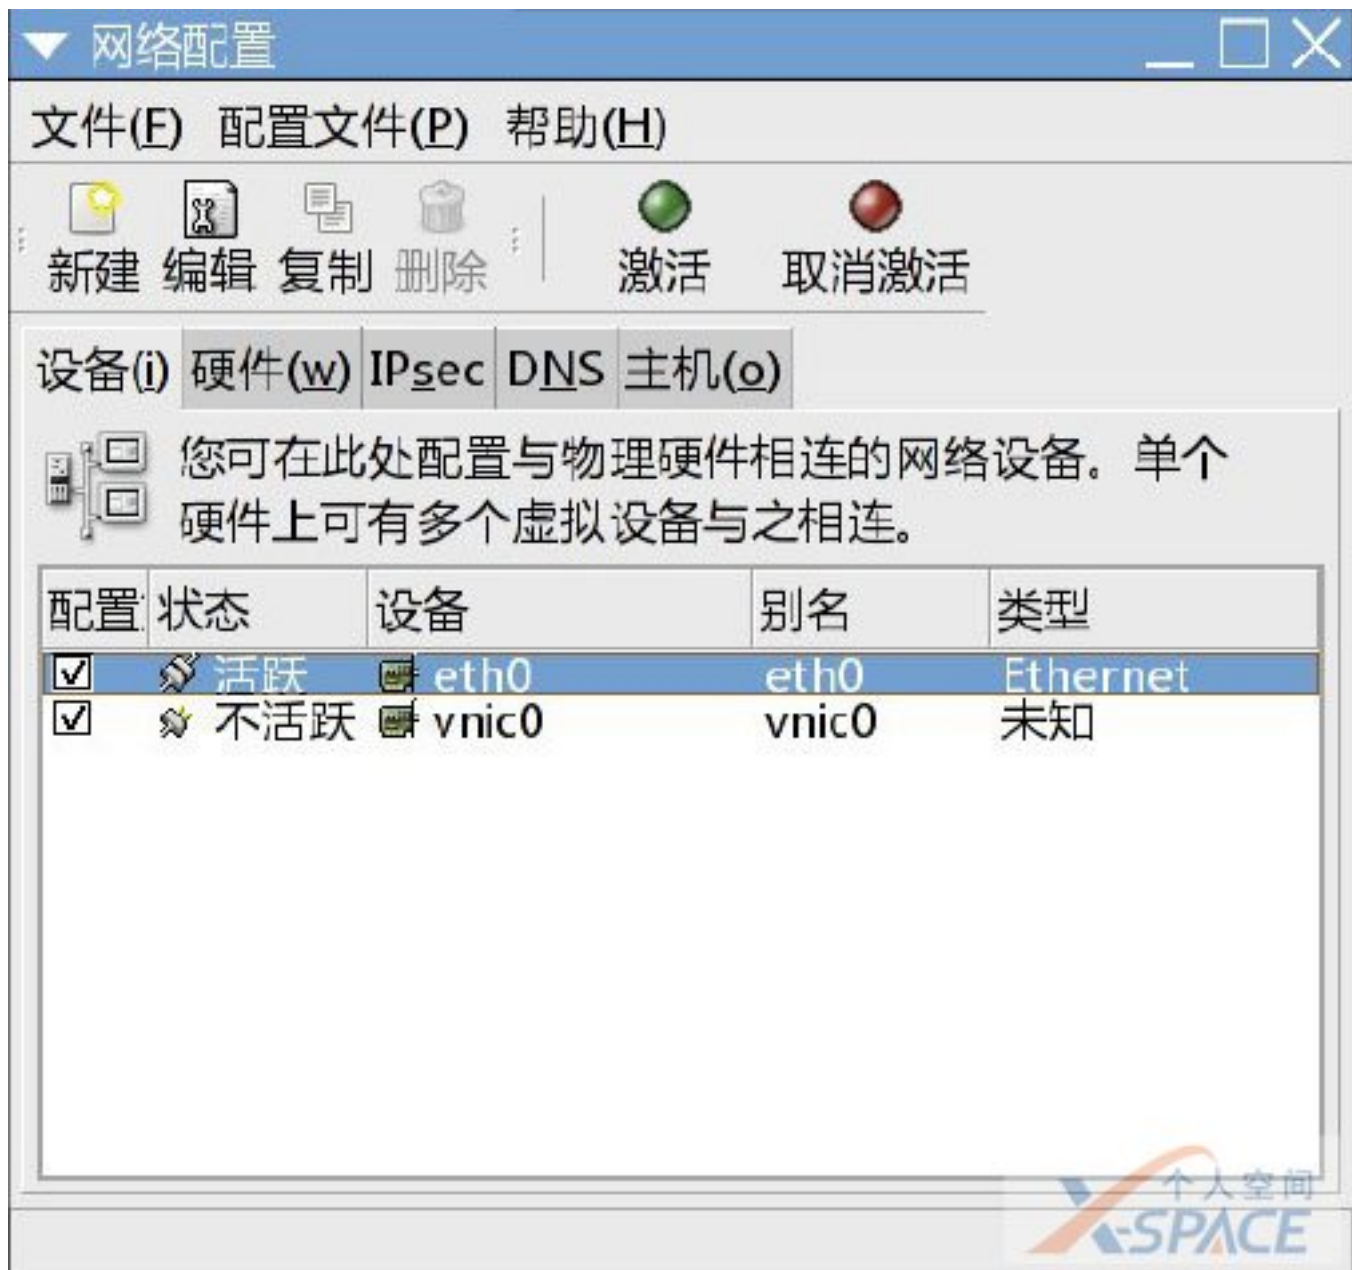 网络配置
文件(F) 配置文件(P) 帮助(H)
新建 编辑 复制 删除 激活 取消激活
设备(i) 硬件(w) IPsec DNS 主机(o)
您可在此处配置与物理硬件相连的网络设备。单个
硬件上可有多个虚拟设备与之相连。
配置 状态 设备 别名 类型
活跃 eth0 eth0 Ethernet
不活跃 vnic0 vnic0 未知
个人空间
X-SPACE